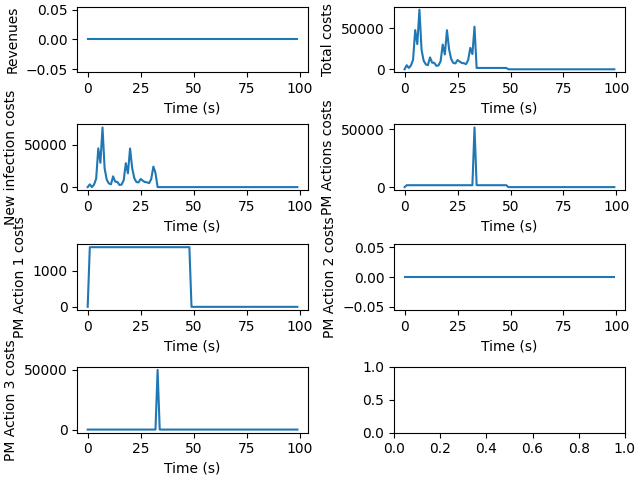 Revenues
0.05
0.00
−0.05
0 25 50 75 100
Time (s)
Total costs
50000
0
0 25 50 75 100
Time (s)
New infection costs
50000
0
0 25 50 75 100
Time (s)
PM Actions costs
50000
0
0 25 50 75 100
Time (s)
PM Action 1 costs
1000
0
0 25 50 75 100
Time (s)
PM Action 2 costs
0.05
0.00
−0.05
0 25 50 75 100
Time (s)
PM Action 3 costs
50000
0
0 25 50 75 100
Time (s)
1.0
0.5
0.0
0.0 0.2 0.4 0.6 0.8 1.0